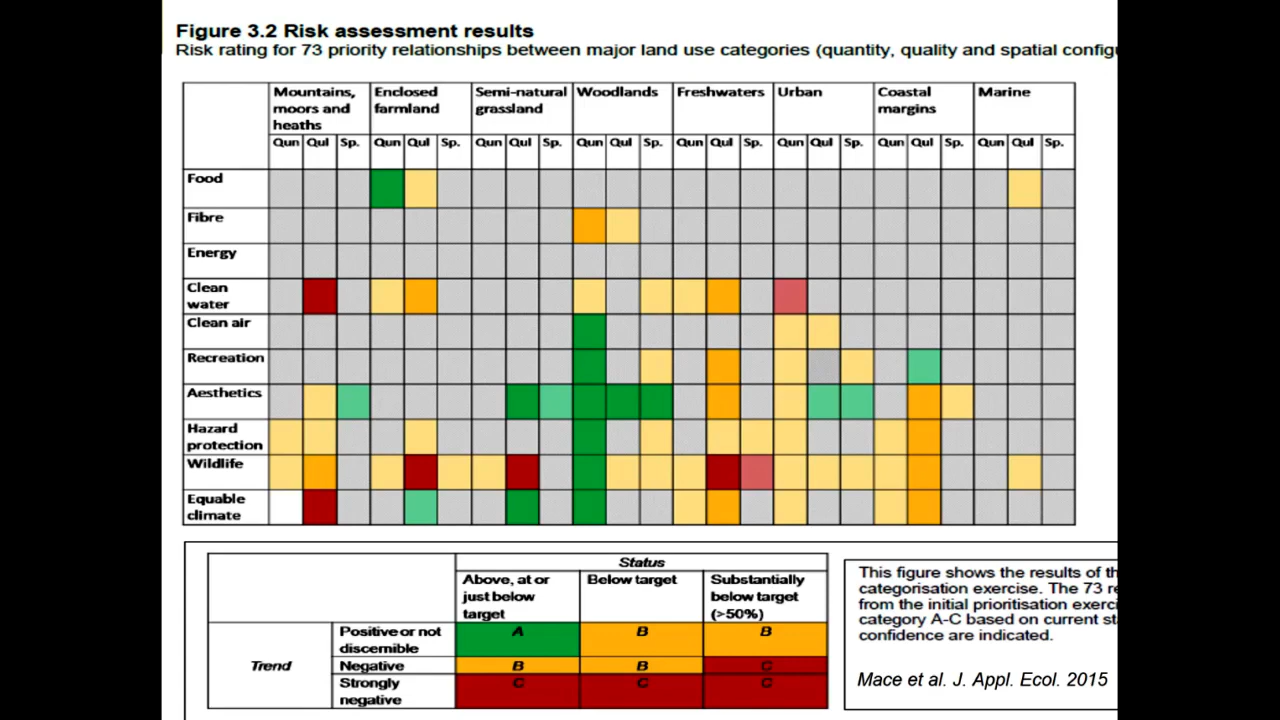 Figure 3.2 Risk assessment results
Risk rating for 73 priority relationships between major land use categories (quantity, quality and spatial configu
Mountains, moors and heaths Enclosed farmland Semi-natural grassland Woodlands Freshwaters Urban Coastal margins Marine
Qun Qul Sp. Qun Qul Sp. Qun Qul Sp. Qun Qul Sp. Qun Qul Sp. Qun Qul Sp. Qun Qul Sp. Qun Qul Sp.
Food
Fibre
Energy
Clean
water
Clean air
Recreation
Aesthetics
Hazard
protection
Wildlife
Equable
climate
Status
Above, at or just below target Below target Substantially below target (>50%)
Trend
Positive or not discernible A B B
Negative B B C
Strongly negative C C C
This figure shows the results of th
categorisation exercise. The 73 re
from the initial prioritisation exerci
category A-C based on current st
confidence are indicated.
Mace et al. J. Appl. Ecol. 2015